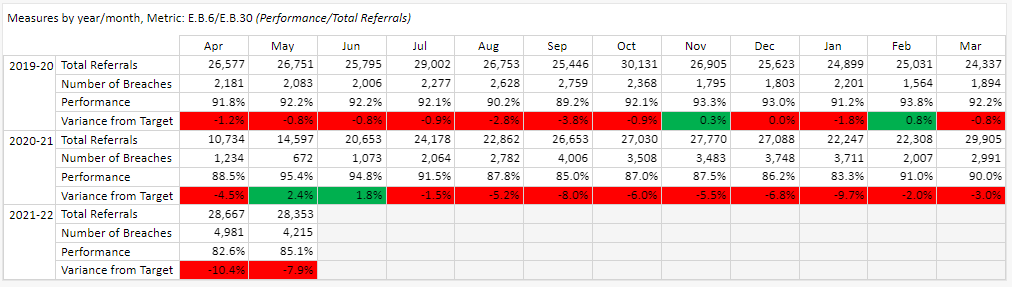 Measures by year/month, Metric: E.B.6/E.B.30 (Performance/Total Referrals)
Apr May Jun Jul Aug Sep Oct Nov Dec Jan Feb Mar
2019-20 Total Referrals 26,577 26,751 25,795 29,002 26,753 25,446 30,131 26,905 25,623 24,899 25,031 24,337
Number of Breaches 2,181 2,083 2,006 2,277 2,628 2,759 2,368 1,795 1,803 2,201 1,564 1,894
Performance 91.8% 92.2% 92.2% 92.1% 90.2% 89.2% 92.1% 93.3% 93.0% 91.2% 93.8% 92.2%
Variance from Target -1.2% -0.8% -0.8% -0.9% -2.8% -3.8% -0.9% 0.3% 0.0% -1.8% 0.8% -0.8%
2020-21 Total Referrals 10,734 14,597 20,653 24,178 22,862 26,653 27,030 27,770 27,088 22,247 22,308 29,905
Number of Breaches 1,234 672 1,073 2,064 2,782 4,006 3,508 3,483 3,748 3,711 2,007 2,991
Performance 88.5% 95.4% 94.8% 91.5% 87.8% 85.0% 87.0% 87.5% 86.2% 83.3% 91.0% 90.0%
Variance from Target -4.5% 2.4% 1.8% -1.5% -5.2% -8.0% -6.0% -5.5% -6.8% -9.7% -2.0% -3.0%
2021-22 Total Referrals 28,667 28,353
Number of Breaches 4,981 4,215
Performance 82.6% 85.1%
Variance from Target -10.4% -7.9%